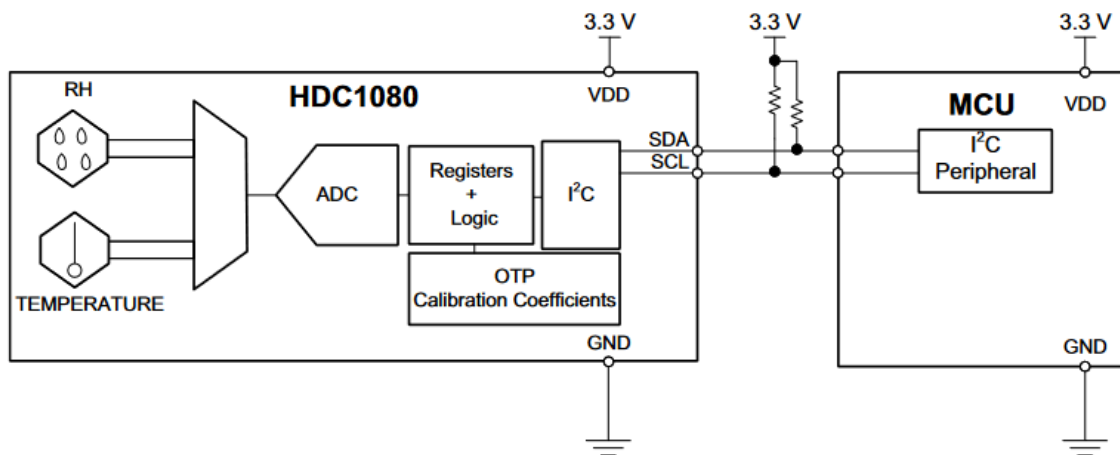 3.3 V
3.3 V
3.3 V
RH
HDC1080
VDD
MCU
VDD
SDA
SCL
I²C
Peripheral
ADC
Registers
+
Logic
I²C
TEMPERATURE
OTP
Calibration Coefficients
GND
GND